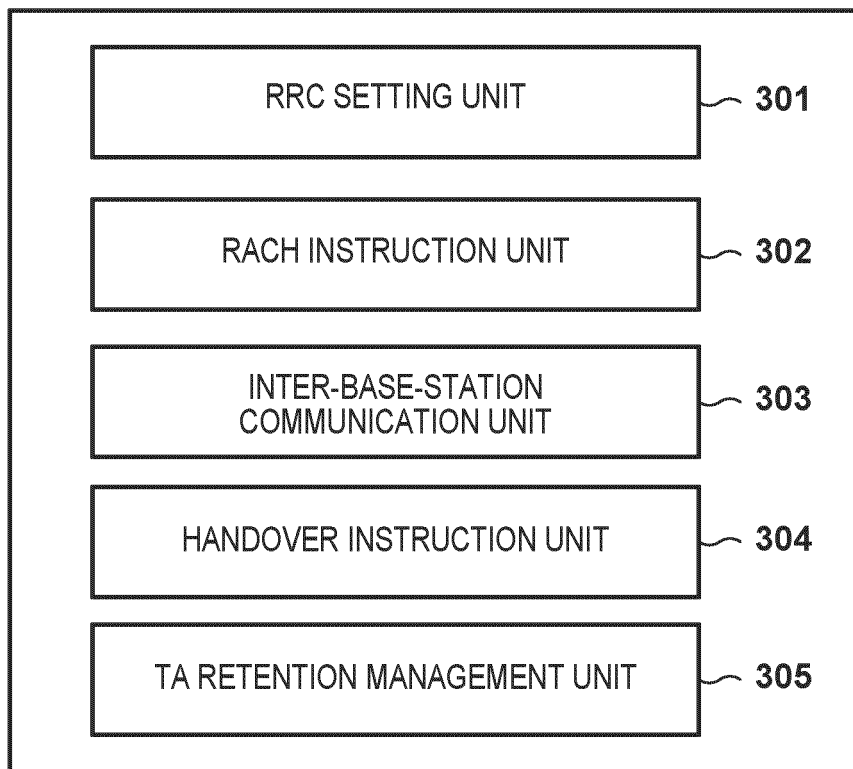 RRC SETTING UNIT
301
RACH INSTRUCTION UNIT
302
INTER-BASE-STATION
COMMUNICATION UNIT
303
HANDOVER INSTRUCTION UNIT
304
TA RETENTION MANAGEMENT UNIT
305